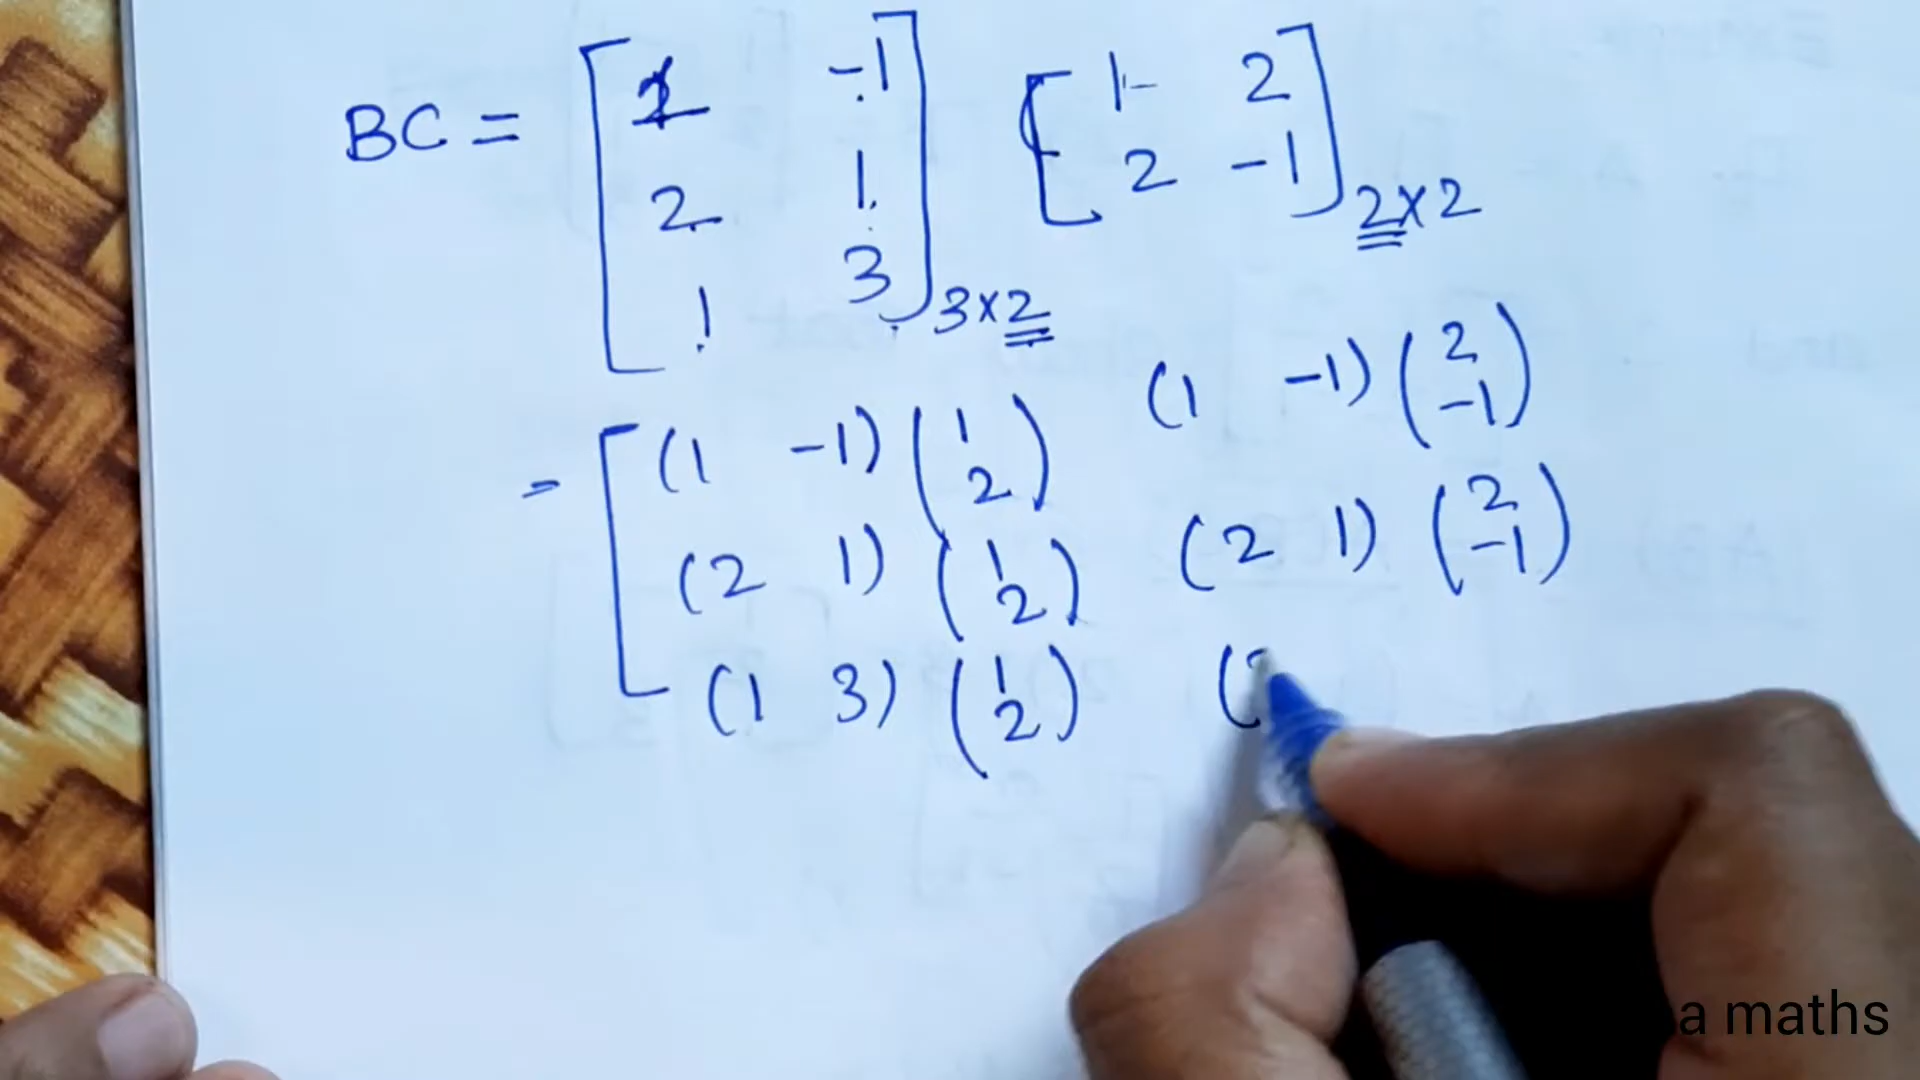 BC = [ 1 -1 ] [ 1 2 ]
2 1 2 -1 2×2
1 3 3×2
= [ (1 -1) (1 2) (1 -1) (2 -1)
(2 1) (1 2) (2 1) (2 -1)
(1 3) (1 2) (
a maths